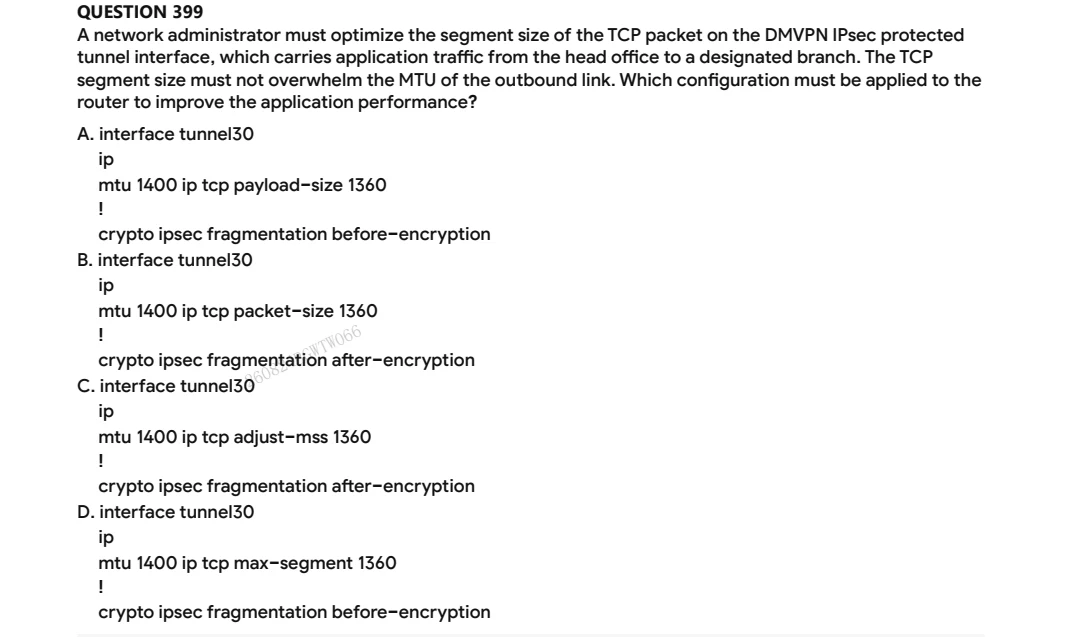 QUESTION 399
A network administrator must optimize the segment size of the TCP packet on the DMVPN IPsec protected
tunnel interface, which carries application traffic from the head office to a designated branch. The TCP
segment size must not overwhelm the MTU of the outbound link. Which configuration must be applied to the
router to improve the application performance?
A. interface tunnel30
ip
mtu 1400 ip tcp payload-size 1360
!
crypto ipsec fragmentation before-encryption
B. interface tunnel30
ip
mtu 1400 ip tcp packet-size 1360
!
crypto ipsec fragmentation after-encryption
C. interface tunnel30
ip
mtu 1400 ip tcp adjust-mss 1360
!
crypto ipsec fragmentation after-encryption
D. interface tunnel30
ip
mtu 1400 ip tcp max-segment 1360
!
crypto ipsec fragmentation before-encryption